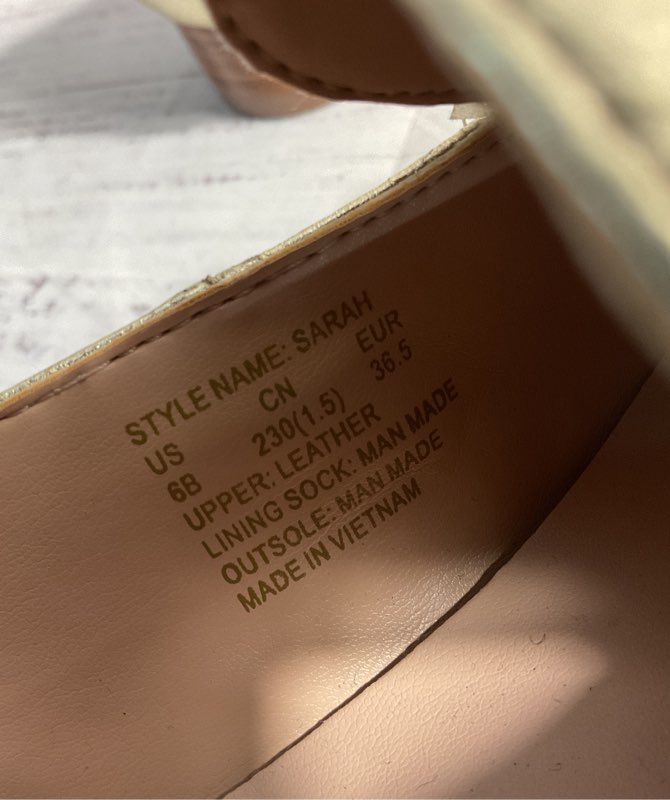 STYLE NAME: SARAH
US CN EUR
6B 230(1.5) 36.5
UPPER: LEATHER
LINING SOCK: MAN MADE
OUTSOLE: MAN MADE
MADE IN VIETNAM